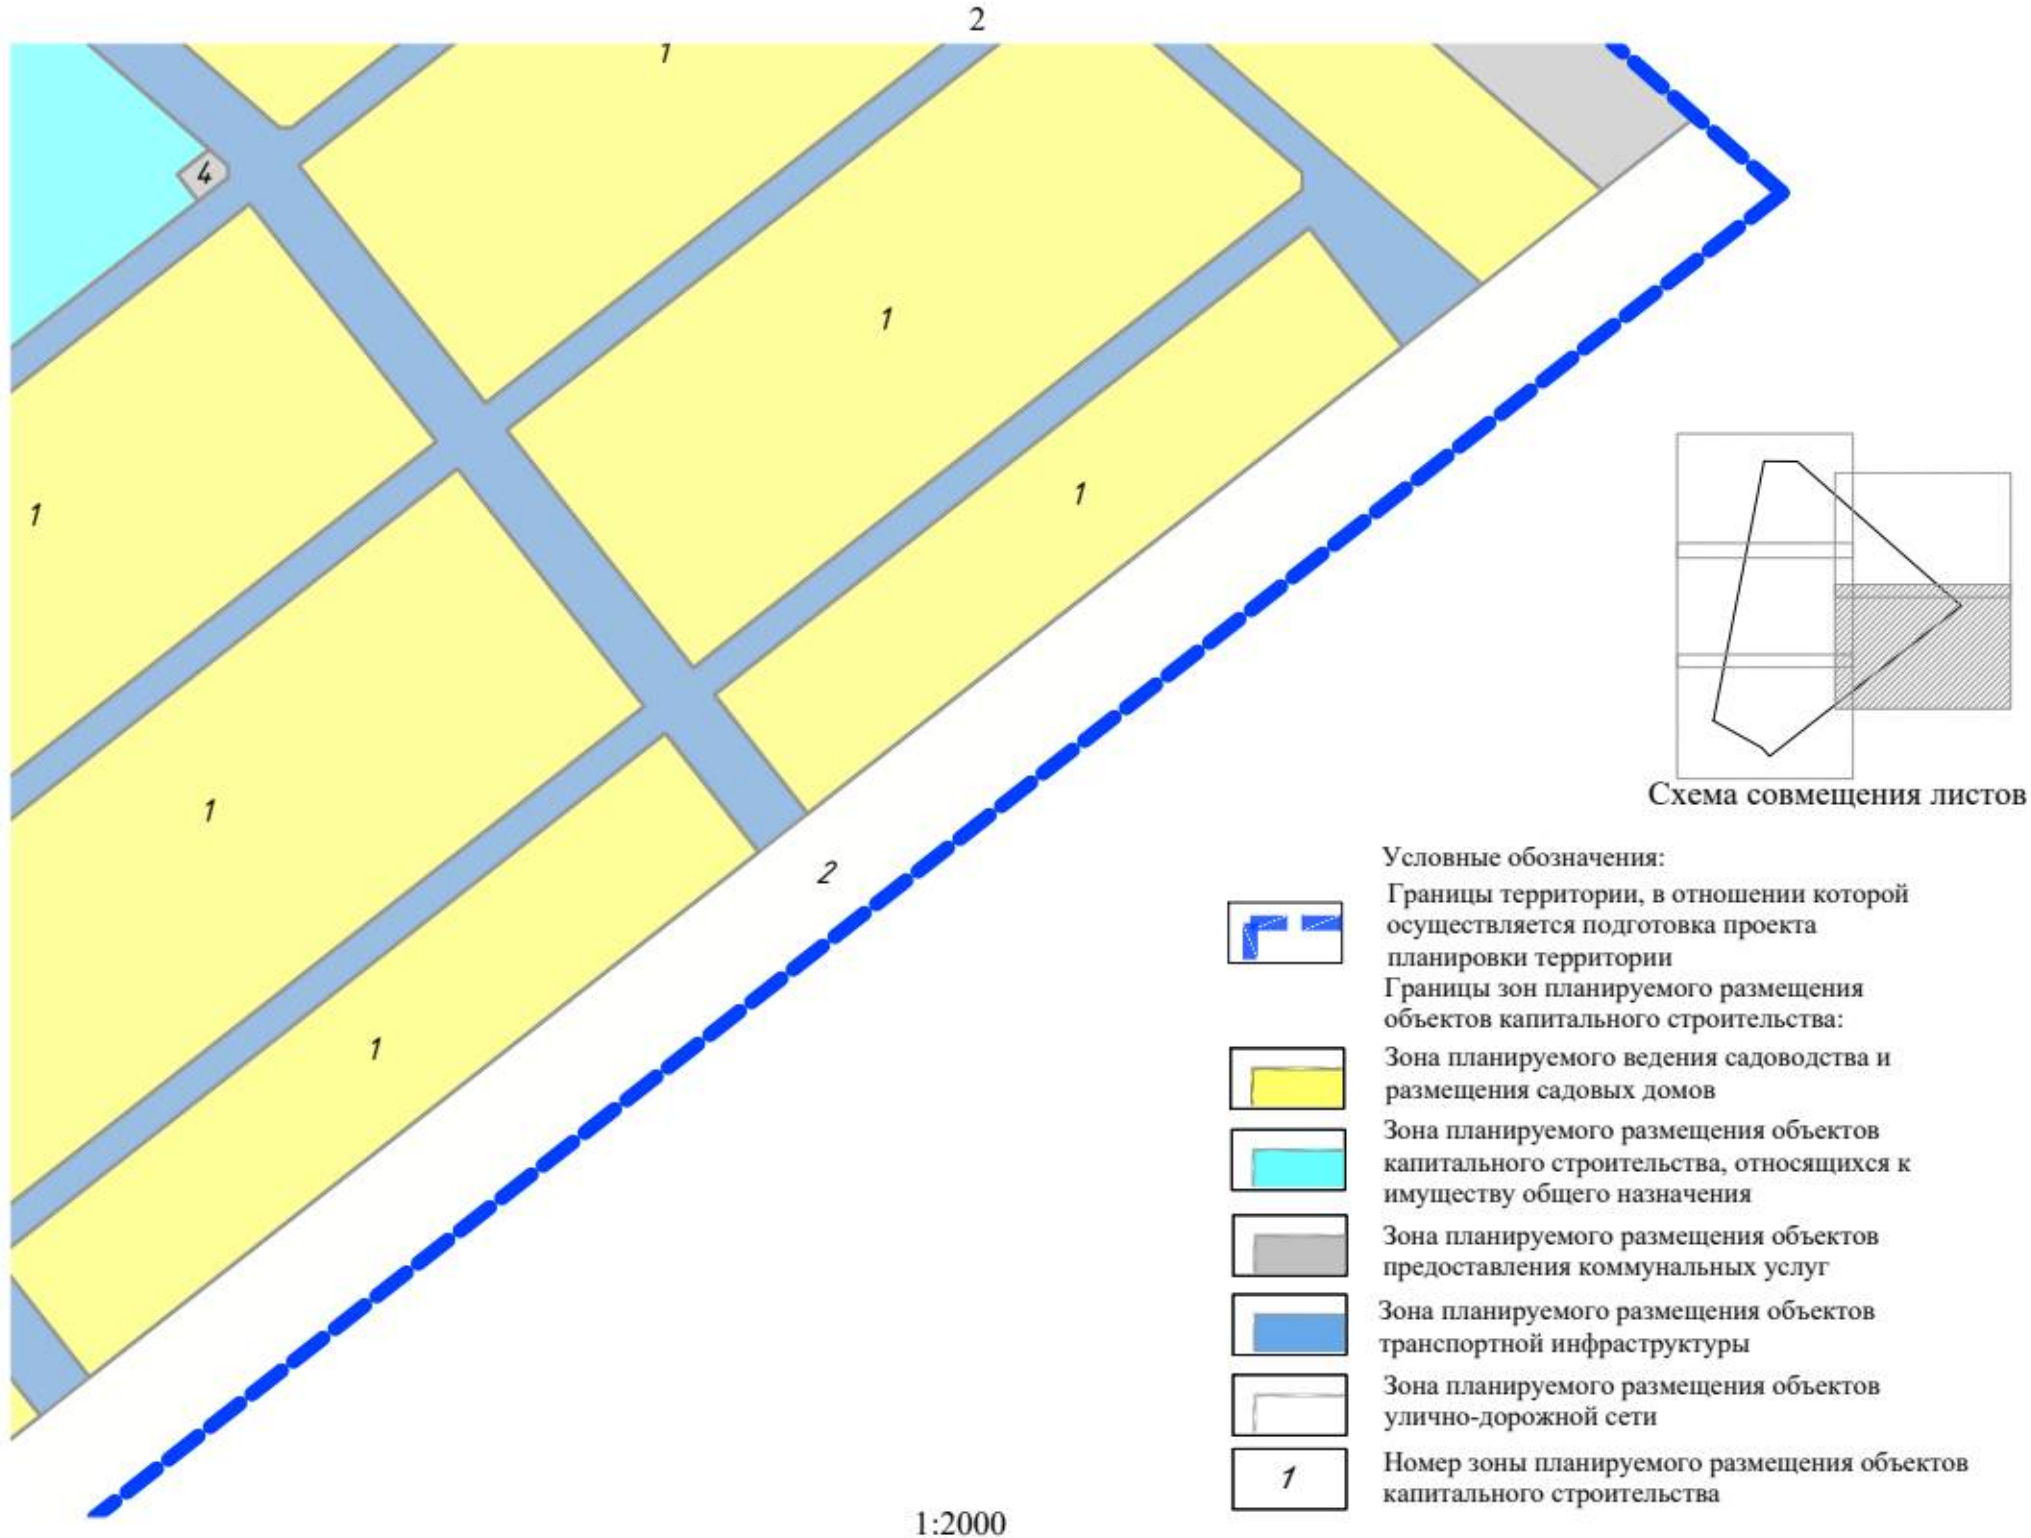 2
1
4
1
1
1
1
2
1
Схема совмещения листов
Условные обозначения:
Границы территории, в отношении которой
осуществляется подготовка проекта
планировки территории
Границы зон планируемого размещения
объектов капитального строительства:
Зона планируемого ведения садоводства и
размещения садовых домов
Зона планируемого размещения объектов
капитального строительства, относящихся к
имуществу общего назначения
Зона планируемого размещения объектов
предоставления коммунальных услуг
Зона планируемого размещения объектов
транспортной инфраструктуры
Зона планируемого размещения объектов
улично-дорожной сети
1
Номер зоны планируемого размещения объектов
капитального строительства
1:2000